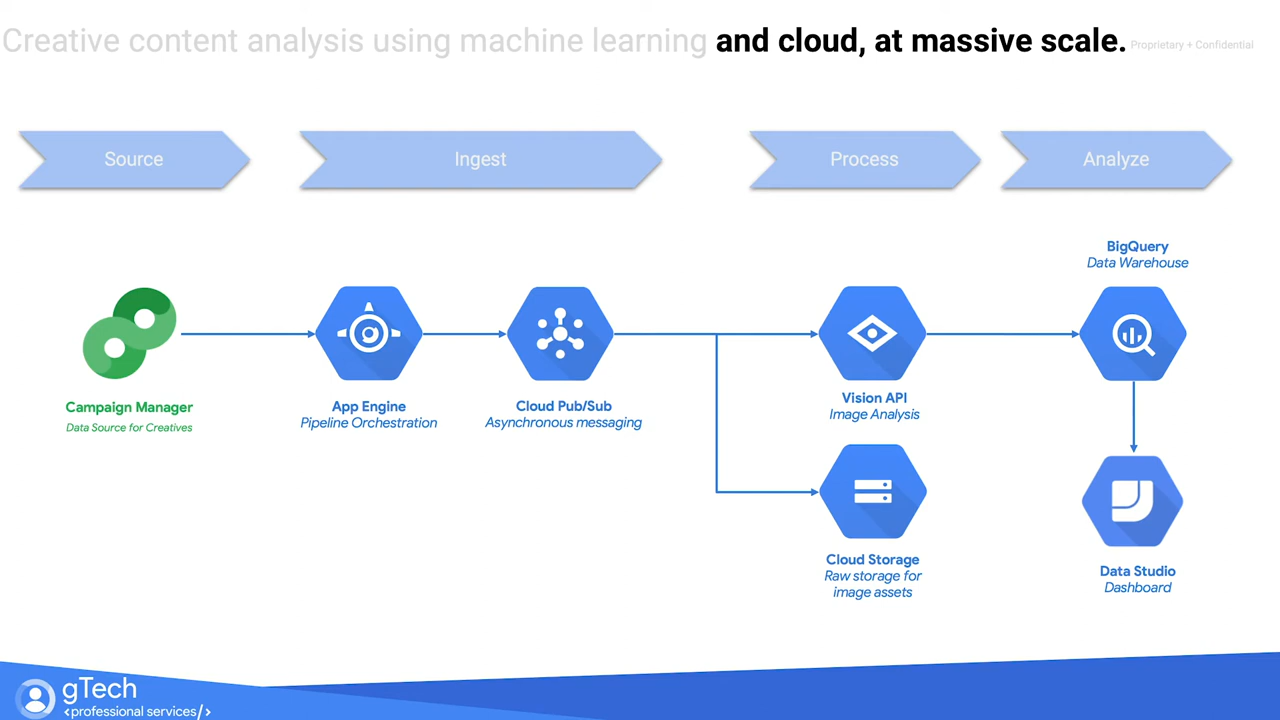 Creative content analysis using machine learning and cloud, at massive scale.
Proprietary + Confidential
Source
Ingest
Process
Analyze
BigQuery
Data Warehouse
Campaign Manager
Data Source for Creatives
App Engine
Pipeline Orchestration
Cloud Pub/Sub
Asynchronous messaging
Vision API
Image Analysis
Cloud Storage
Raw storage for
image assets
Data Studio
Dashboard
gTech
<professional services/>